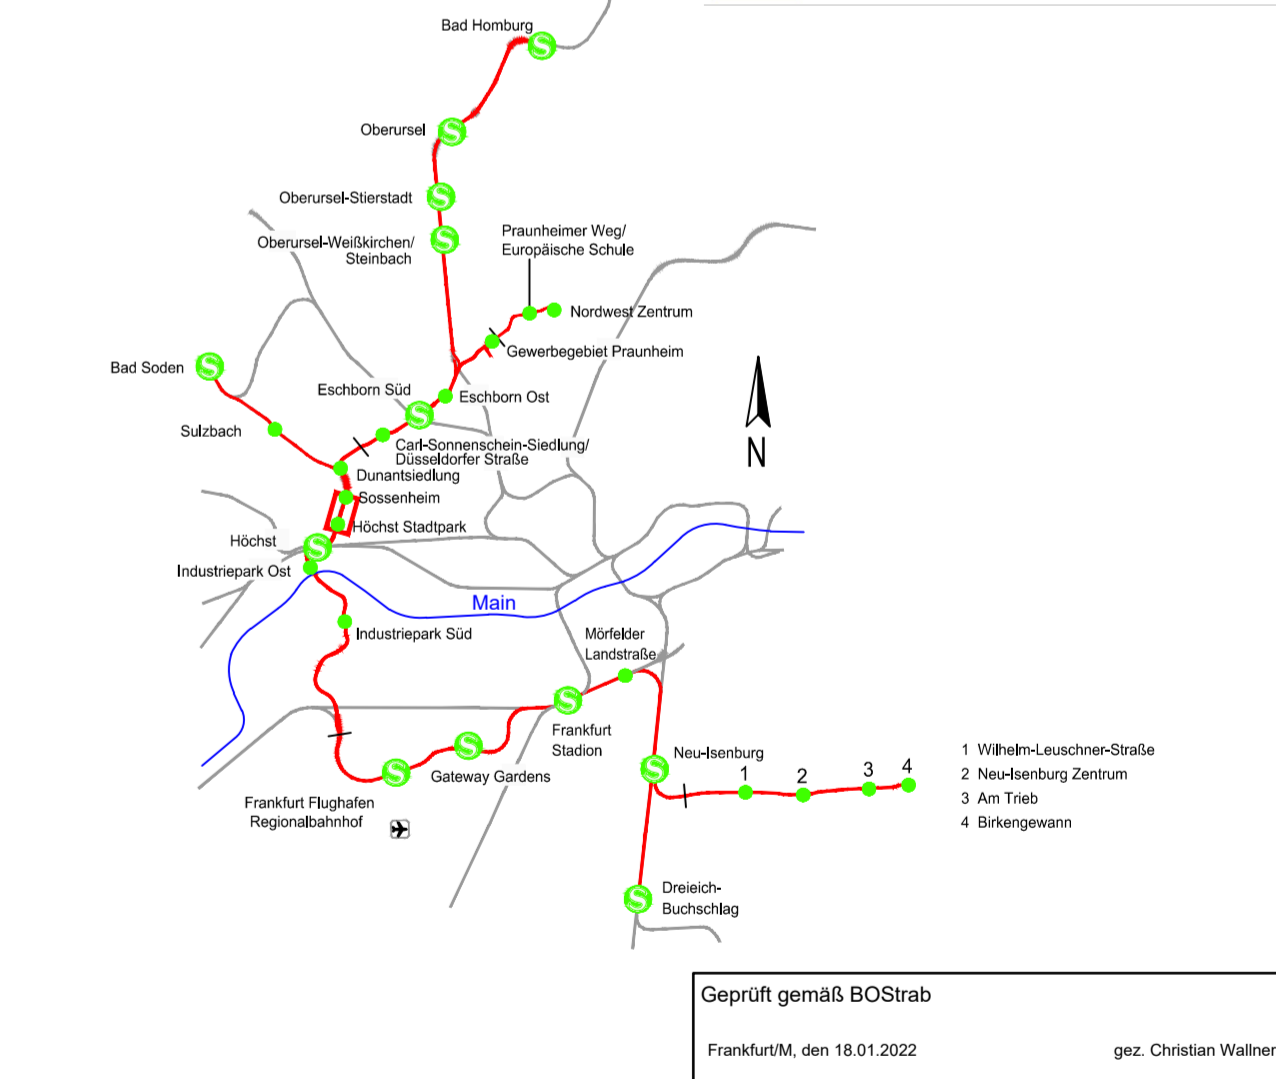 Bad Homburg
Oberursel
Oberursel-Stierstadt
Oberursel-Weißkirchen/
Steinbach
Praunheimer Weg/
Europäische Schule
Nordwest Zentrum
Gewerbegebiet Praunheim
Bad Soden
Eschborn Süd
Eschborn Ost
Sulzbach
Carl-Sonnenschein-Siedlung/
Düsseldorfer Straße
Dunantsiedlung
Sossenheim
Höchst Stadtpark
Höchst
Industriepark Ost
N
Main
Industriepark Süd
Mörfelder
Landstraße
Frankfurt
Stadion
Gateway Gardens
Frankfurt Flughafen
Regionalbahnhof
Neu-Isenburg
1 2 3 4
1 Wilhelm-Leuschner-Straße
2 Neu-Isenburg Zentrum
3 Am Trieb
4 Birkengewann
Dreieich-
Buchschlag
S
S
S
S
S
S
S
S
S
S
S
S
Geprüft gemäß BOStrab
Frankfurt/M, den 18.01.2022 gez. Christian Wallner